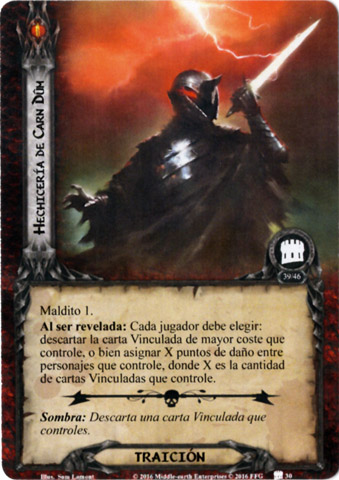 HECHICERÍA DE CARN DÛM
39/46
Maldito 1.
Al ser revelada: Cada jugador debe elegir:
descartar la carta Vinculada de mayor coste que
controle, o bien asignar X puntos de daño entre
personajes que controle, donde X es la cantidad
de cartas Vinculadas que controle.
Sombra: Descarta una carta Vinculada que
controles.
TRAICIÓN
Illus. Sam Lamont
© 2016 Middle-earth Enterprises © 2016 FFG
30